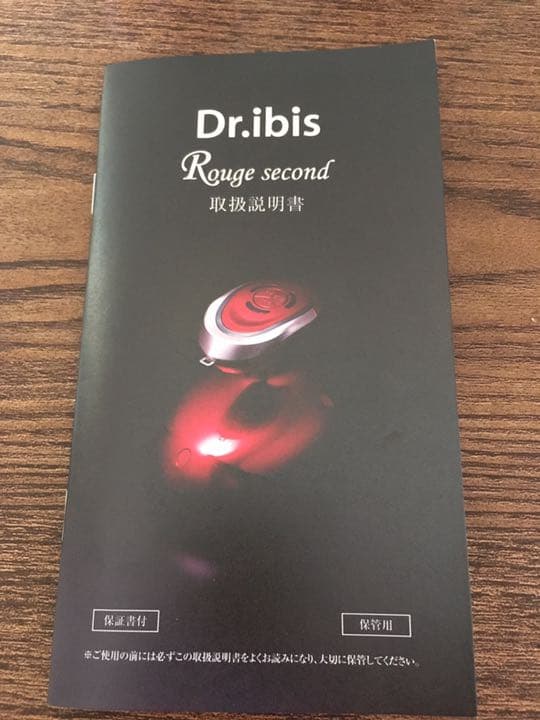 Dr.ibis
Rouge second
取扱説明書
保証書付
保管用
※ご使用の前には必ずこの取扱説明書をよくお読みになり、大切に保管してください。